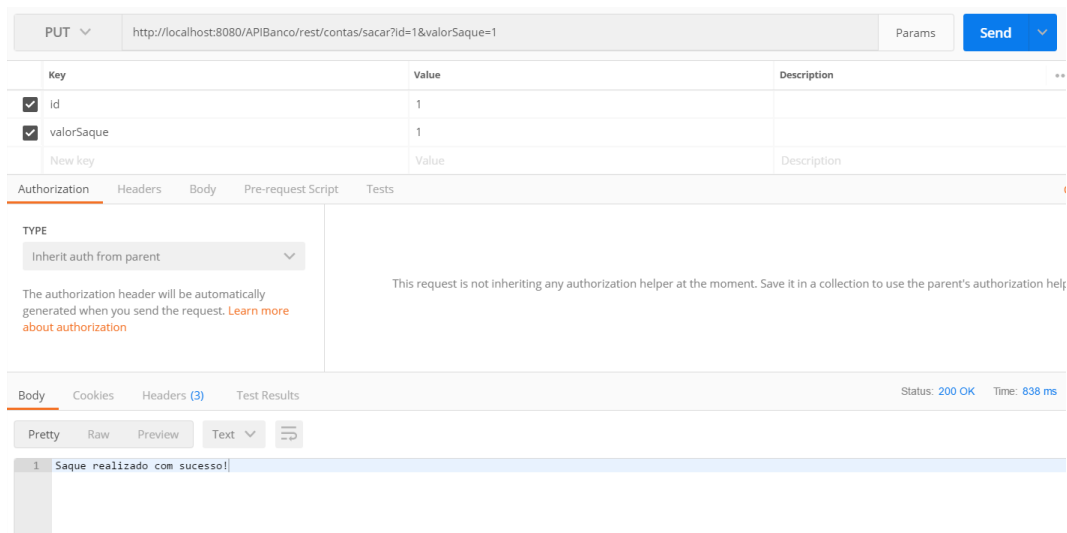 PUT http://localhost:8080/APIBanco/rest/contas/sacar?id=1&valorSaque=1 Params Send
Key Value Description
id 1
valorSaque 1
New key Value Description
Authorization Headers Body Pre-request Script Tests
TYPE
Inherit auth from parent
The authorization header will be automatically
generated when you send the request. Learn more
about authorization
This request is not inheriting any authorization helper at the moment. Save it in a collection to use the parent's authorization
Body Cookies Headers (3) Test Results Status: 200 OK Time: 838 ms
Pretty Raw Preview Text
1 Saque realizado com sucesso!